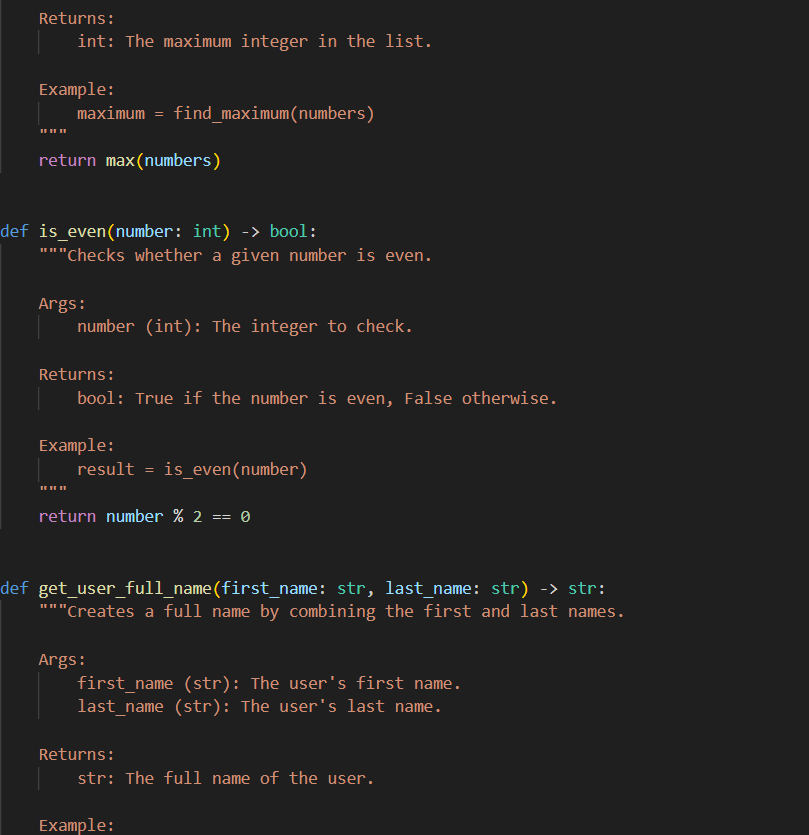 Returns:
    int: The maximum integer in the list.

Example:
    maximum = find_maximum(numbers)
"""
return max(numbers)

def is_even(number: int) -> bool:
    """Checks whether a given number is even.

    Args:
        number (int): The integer to check.

    Returns:
        bool: True if the number is even, False otherwise.

    Example:
        result = is_even(number)
    """
    return number % 2 == 0

def get_user_full_name(first_name: str, last_name: str) -> str:
    """Creates a full name by combining the first and last names.

    Args:
        first_name (str): The user's first name.
        last_name (str): The user's last name.

    Returns:
        str: The full name of the user.

    Example: